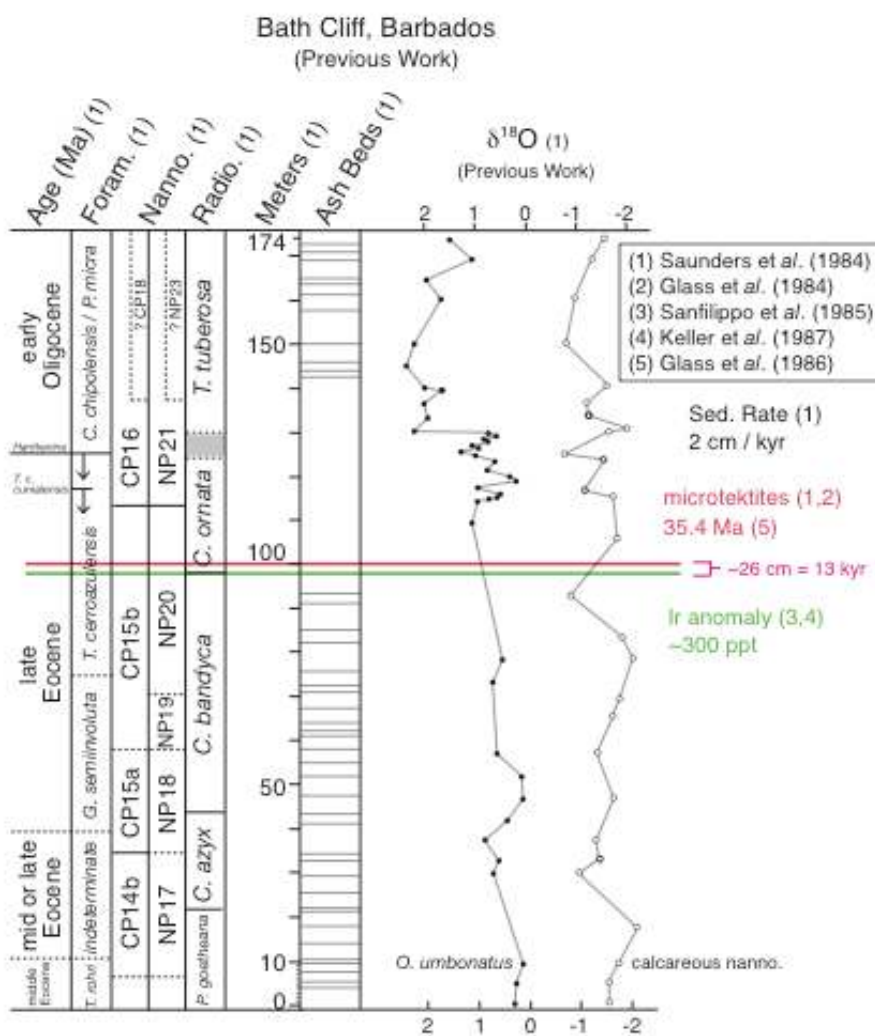 Bath Cliff, Barbados
(Previous Work)
Age (Ma) (1)
Foram. (1)
Nanno. (1)
Radio. (1)
Meters (1)
Ash Beds (1)
δ18O (1)
(Previous Work)
2 1 0 -1 -2
early
Oligocene
late
Eocene
mid or late
Eocene
middle
Eocene
C. chipolensis / P. micra
Hantkenina
T. c.
cunialensis
T. cerroazulensis
G. semiinvoluta
Indeterminate
T. rohri
? CP18
CP16
CP15b
CP15a
CP14b
? NP23
NP21
NP20
NP19
NP18
NP17
T. tuberosa
C. ornata
C. bandyca
C. azyx
P. goetheana
174
150
100
50
10
0
(1) Saunders et al. (1984)
(2) Glass et al. (1984)
(3) Sanfilippo et al. (1985)
(4) Keller et al. (1987)
(5) Glass et al. (1986)
Sed. Rate (1)
2 cm / kyr
microtektites (1,2)
35.4 Ma (5)
~26 cm = 13 kyr
Ir anomaly (3,4)
~300 ppt
O. umbonatus
calcareous nanno.
2 1 0 -1 -2